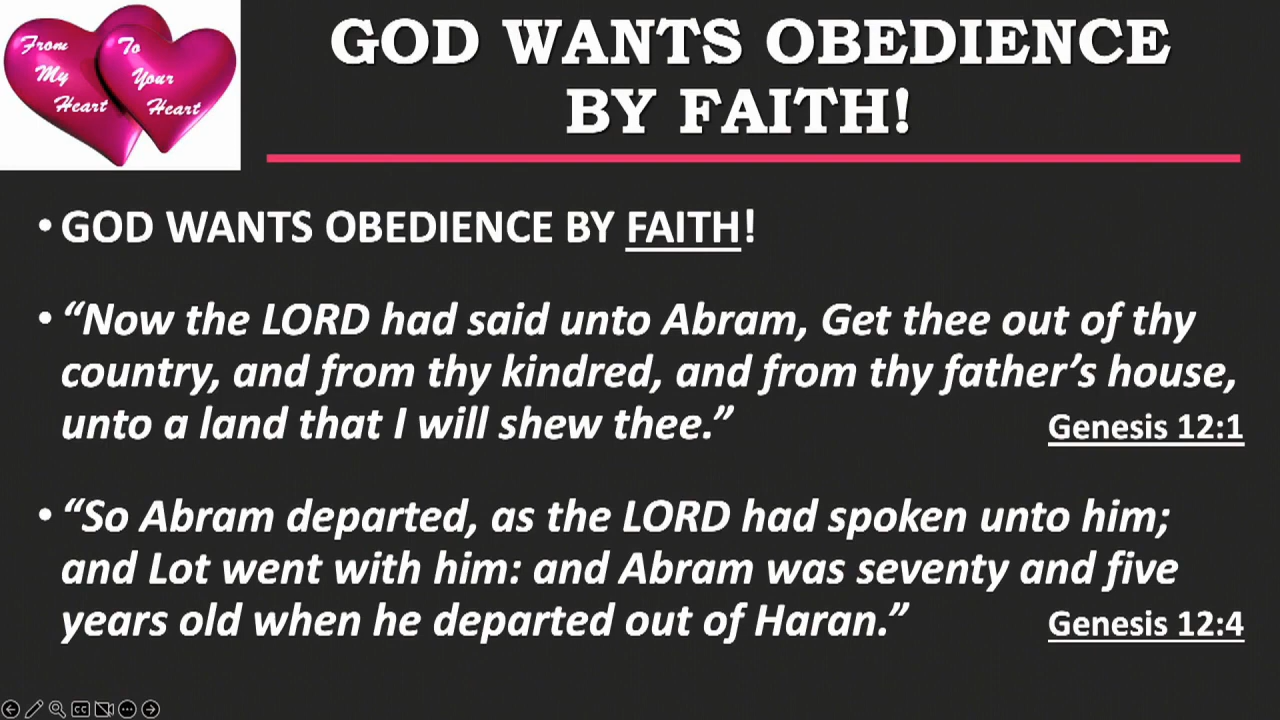 From
My
Heart
To
Your
Heart
GOD WANTS OBEDIENCE
BY FAITH!
• GOD WANTS OBEDIENCE BY FAITH!
• “Now the LORD had said unto Abram, Get thee out of thy
country, and from thy kindred, and from thy father’s house,
unto a land that I will shew thee.” Genesis 12:1
• “So Abram departed, as the LORD had spoken unto him;
and Lot went with him: and Abram was seventy and five
years old when he departed out of Haran.” Genesis 12:4
CC